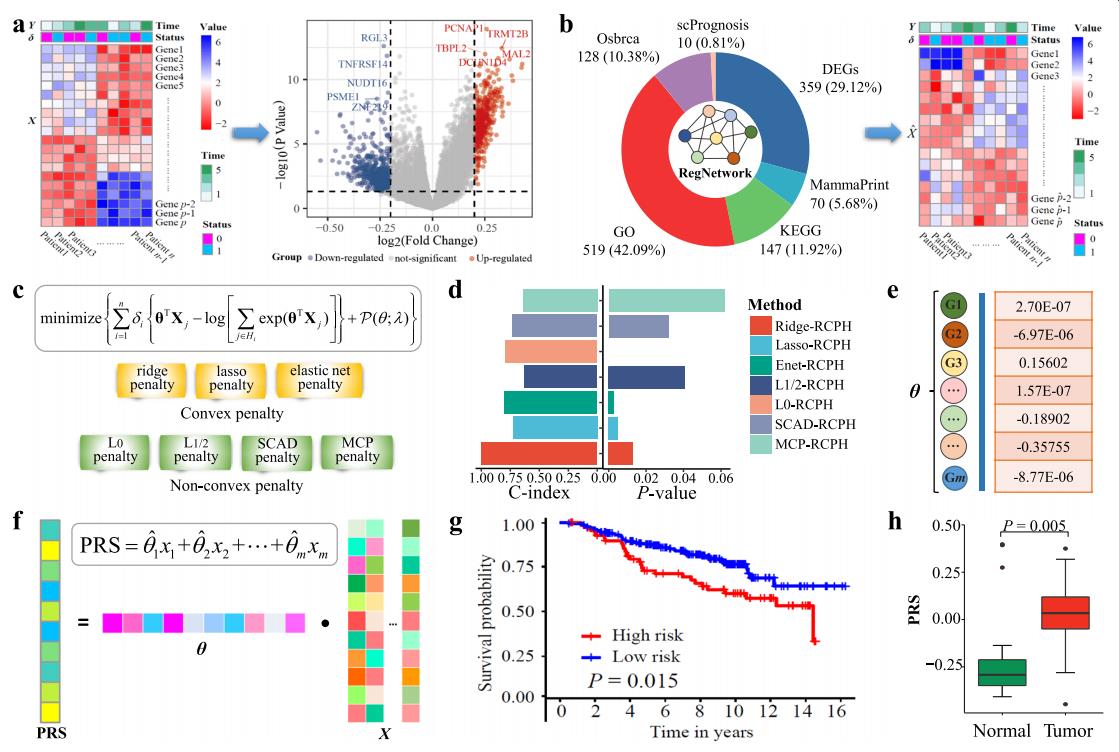 a
Y
δ
X
Time
Status
Gene1
Gene2
Gene3
Gene4
Gene5
Gene p-2
Gene p-1
Gene p
Patient1
Patient2
Patient3
... ... ...
Patient n-1
Patient n
Value
6
4
2
0
-2
Time
5
1
Status
0
1
−log10(P Value)
10
5
0
RGL3
TNFRSF14
NUDT16
PSME1
ZNF219
PCNAP1
TRMT2B
TBPL2
MAL2
DCUN1D4
−0.50
−0.25
0.0
0.25
log2(Fold Change)
Group
Down-regulated
not-significant
Up-regulated
b
scPrognosis
10 (0.81%)
Osbrca
128 (10.38%)
DEGs
359 (29.12%)
MammaPrint
70 (5.68%)
KEGG
147 (11.92%)
GO
519 (42.09%)
RegNetwork
Y
δ
X̂
Time
Status
Gene1
Gene2
Gene3
Gene p̂-2
Gene p̂-1
Gene p̂
Patient1
Patient2
Patient3
... ... ...
Patient n-1
Patient n
Value
6
4
2
0
-2
Time
5
1
Status
0
1
c
minimize{∑ⁿᵢ₌₁ δᵢ{θᵀXⱼ − log[∑_{j∈Hᵢ} exp(θᵀXⱼ)]} + P(θ;λ)}
ridge penalty
lasso penalty
elastic net penalty
Convex penalty
L0 penalty
L1/2 penalty
SCAD penalty
MCP penalty
Non-convex penalty
d
1.00 0.75 0.50 0.25 0.00
C-index
0.02 0.04 0.06
P-value
Method
Ridge-RCPH
Lasso-RCPH
Enet-RCPH
L1/2-RCPH
L0-RCPH
SCAD-RCPH
MCP-RCPH
e
θ
G1 2.70E-07
G2 -6.97E-06
G3 0.15602
... 1.57E-07
... -0.18902
... -0.35755
Gm -8.77E-06
f
PRS = θ̂₁x₁+θ̂₂x₂+⋯+θ̂ₘxₘ
=
θ
•
...
PRS
X
g
Survival probability
1.00
0.75
0.50
0.25
0.00
High risk
Low risk
P = 0.015
0 2 4 6 8 10 12 14 16
Time in years
h
PRS
0.50
0.25
0.00
−0.25
P = 0.005
Normal
Tumor